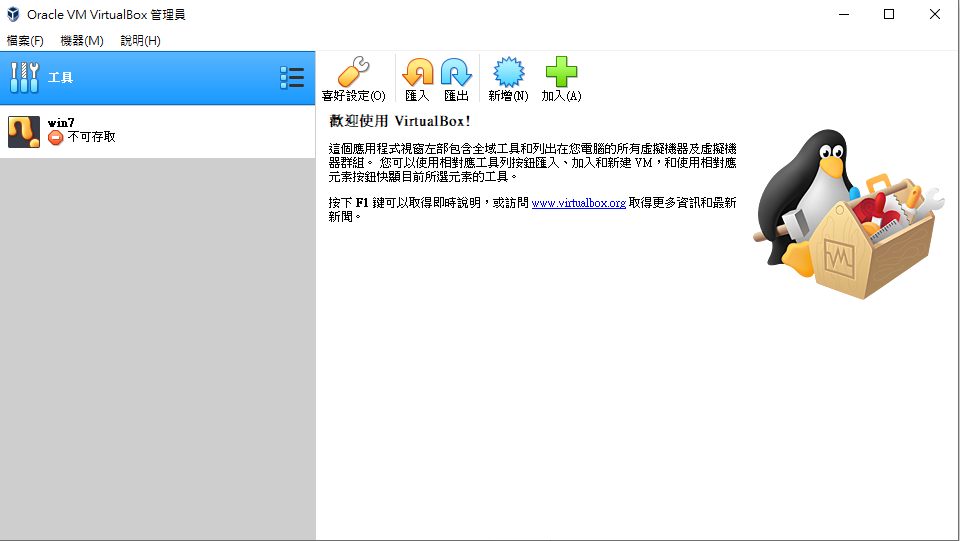 Oracle VM VirtualBox 管理員
檔案(F) 機器(M) 說明(H)
工具
win7
不可存取
喜好設定(O) 匯入 匯出 新增(N) 加入(A)
歡迎使用 VirtualBox!
這個應用程式視窗左部包含全域工具和列出在您電腦的所有虛擬機器及虛擬機
器群組。 您可以使用相對應工具列按鈕匯入、加入和新建 VM，和使用相對應
元素按鈕快顯目前所選元素的工具。
按下 F1 鍵可以取得即時說明，或訪問 www.virtualbox.org 取得更多資訊和最新
新聞。